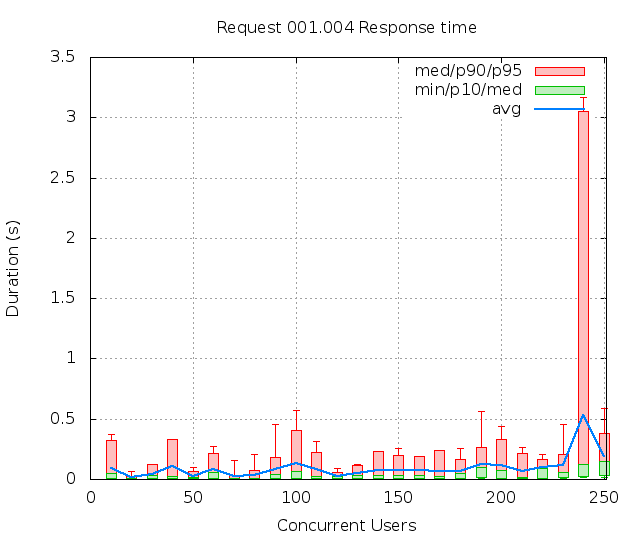 Request 001.004 Response time
med/p90/p95
min/p10/med
avg
3.5
3
2.5
2
1.5
1
0.5
0
0 50 100 150 200 250
Duration (s)
Concurrent Users